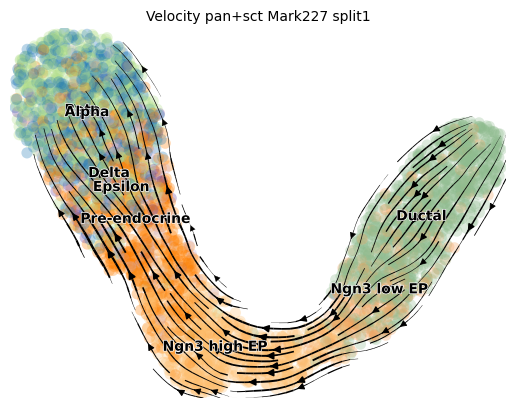 Velocity pan+sct Mark227 split1
Alpha
Delta
Epsilon
Pre-endocrine
Ductal
Ngn3 low EP
Ngn3 high EP